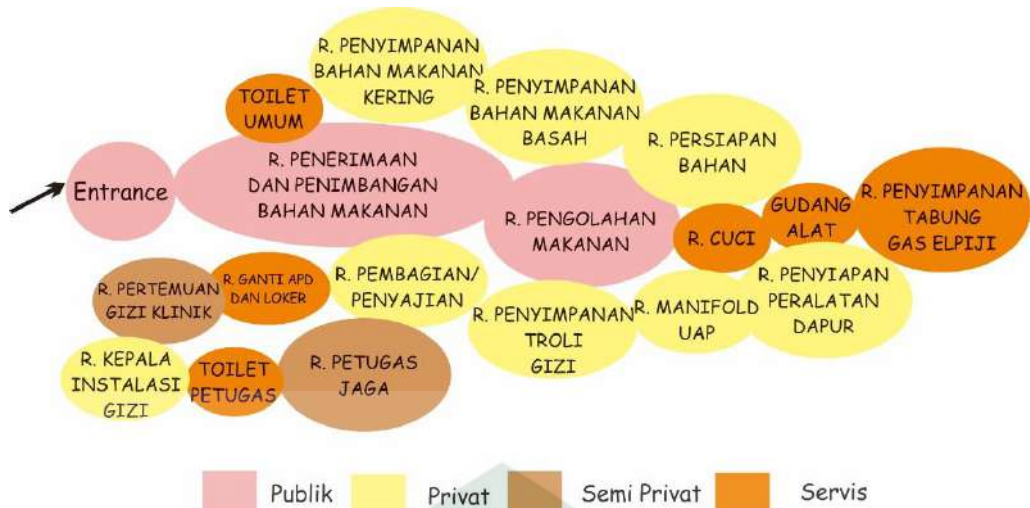 R. PENYIMPANAN
BAHAN MAKANAN
KERING
R. PENYIMPANAN
BAHAN MAKANAN
BASAH
TOILET
UMUM
R. PERSIAPAN
BAHAN
Entrance
R. PENERIMAAN
DAN PENIMBANGAN
BAHAN MAKANAN
R. PENGOLAHAN
MAKANAN
R. CUCI
GUDANG
ALAT
R. PENYIMPANAN
TABUNG
GAS ELPIJI
R. PERTEMUAN
GIZI KLINIK
R. GANTI APD
DAN LOKER
R. PEMBAGIAN/
PENYAJIAN
R. PENYIMPANAN
TROLI
GIZI
R. MANIFOLD
UAP
R. PENYIAPAN
PERALATAN
DAPUR
R. KEPALA
INSTALASI
GIZI
TOILET
PETUGAS
R. PETUGAS
JAGA
Publik
Privat
Semi Privat
Servis